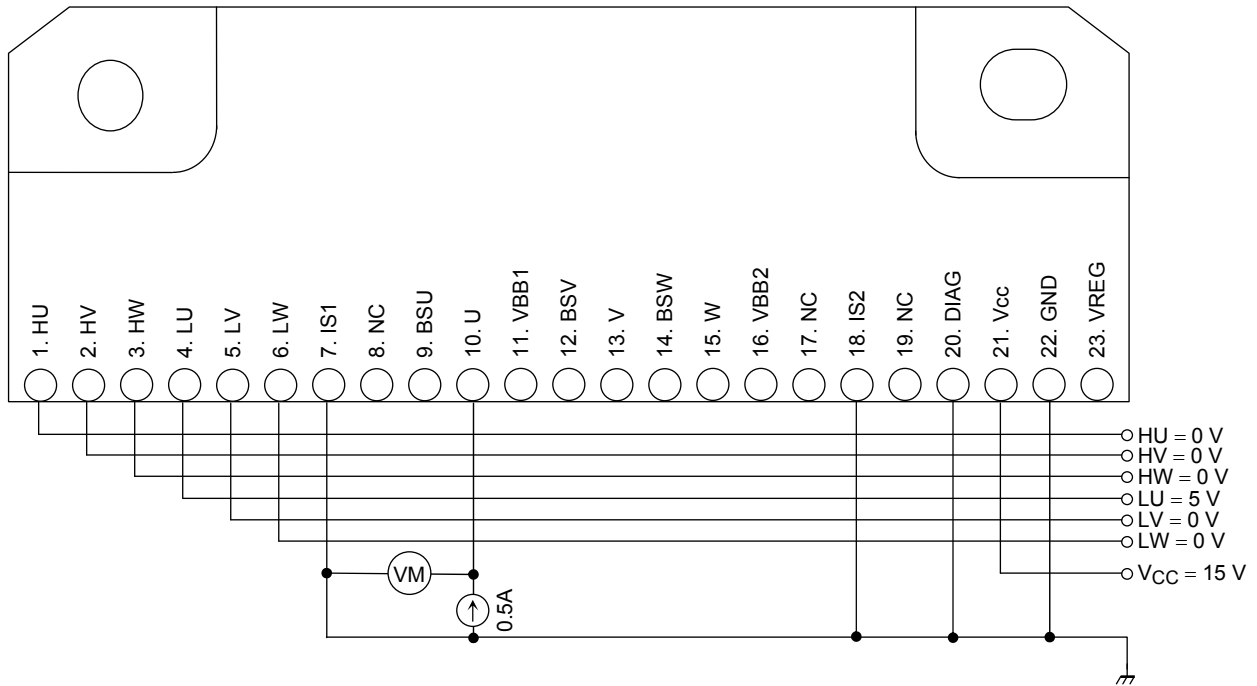 1. HU
2. HV
3. HW
4. LU
5. LV
6. LW
7. IS1
8. NC
9. BSU
10. U
11. VBB1
12. BSV
13. V
14. BSW
15. W
16. VBB2
17. NC
18. IS2
19. NC
20. DIAG
21. Vcc
22. GND
23. VREG
HU = 0 V
HV = 0 V
HW = 0 V
LU = 5 V
LV = 0 V
LW = 0 V
VCC = 15 V
VM
0.5A